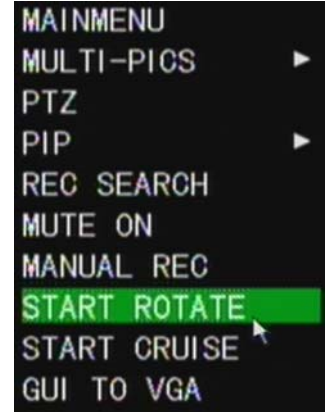 MAINMENU
MULTI-PICS
PTZ
PIP
REC SEARCH
MUTE ON
MANUAL REC
START ROTATE
START CRUISE
GUI TO VGA